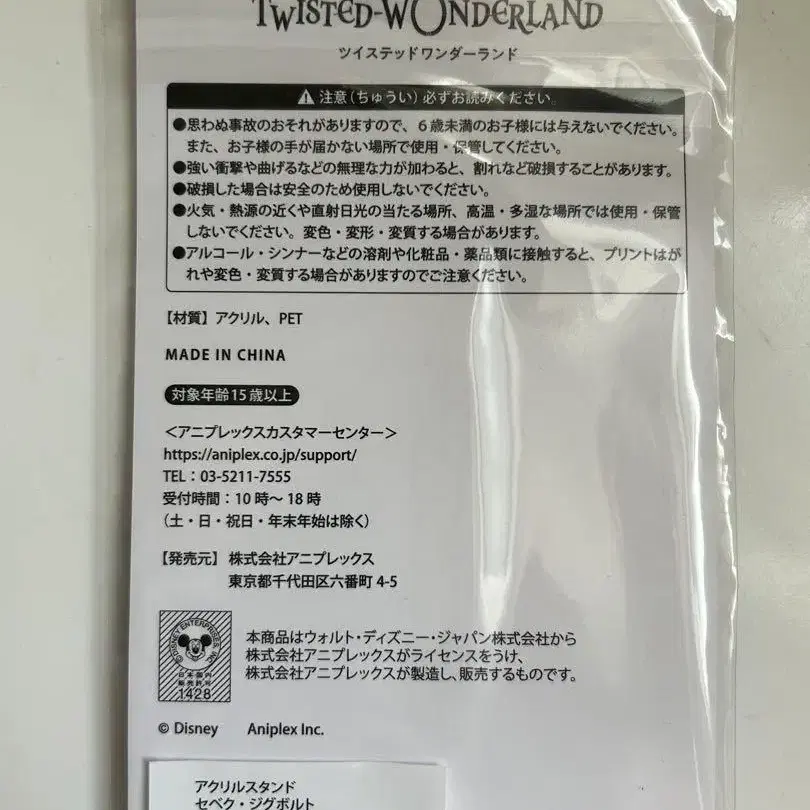 TWISTED-WONDERLAND
ツイステッドワンダーランド
⚠ 注意(ちゅうい)必ずお読みください。
●思わぬ事故のおそれがありますので、6歳未満のお子様には与えないでください。
また、お子様の手が届かない場所で使用・保管してください。
●強い衝撃や曲げるなどの無理な力が加わると、割れなど破損することがあります。
●破損した場合は安全のため使用しないでください。
●火気・熱源の近くや直射日光の当たる場所、高温・多湿な場所では使用・保管
しないでください。変色・変形・変質する場合があります。
●アルコール・シンナーなどの溶剤や化粧品・薬品類に接触すると、プリントはが
れや変色・変質する場合がありますのでご注意ください。
【材質】アクリル、PET
MADE IN CHINA
対象年齢15歳以上
＜アニプレックスカスタマーセンター＞
https://aniplex.co.jp/support/
TEL：03-5211-7555
受付時間：10時～18時
(土・日・祝日・年末年始は除く)
【発売元】株式会社アニプレックス
東京都千代田区六番町 4-5
© DISNEY ENTERPRISES, INC.
日本国内
販売許可
1428
本商品はウォルト・ディズニー・ジャパン株式会社から
株式会社アニプレックスがライセンスをうけ、
株式会社アニプレックスが製造し、販売するものです。
© Disney Aniplex Inc.
アクリルスタンド
セベク・ジグボルト